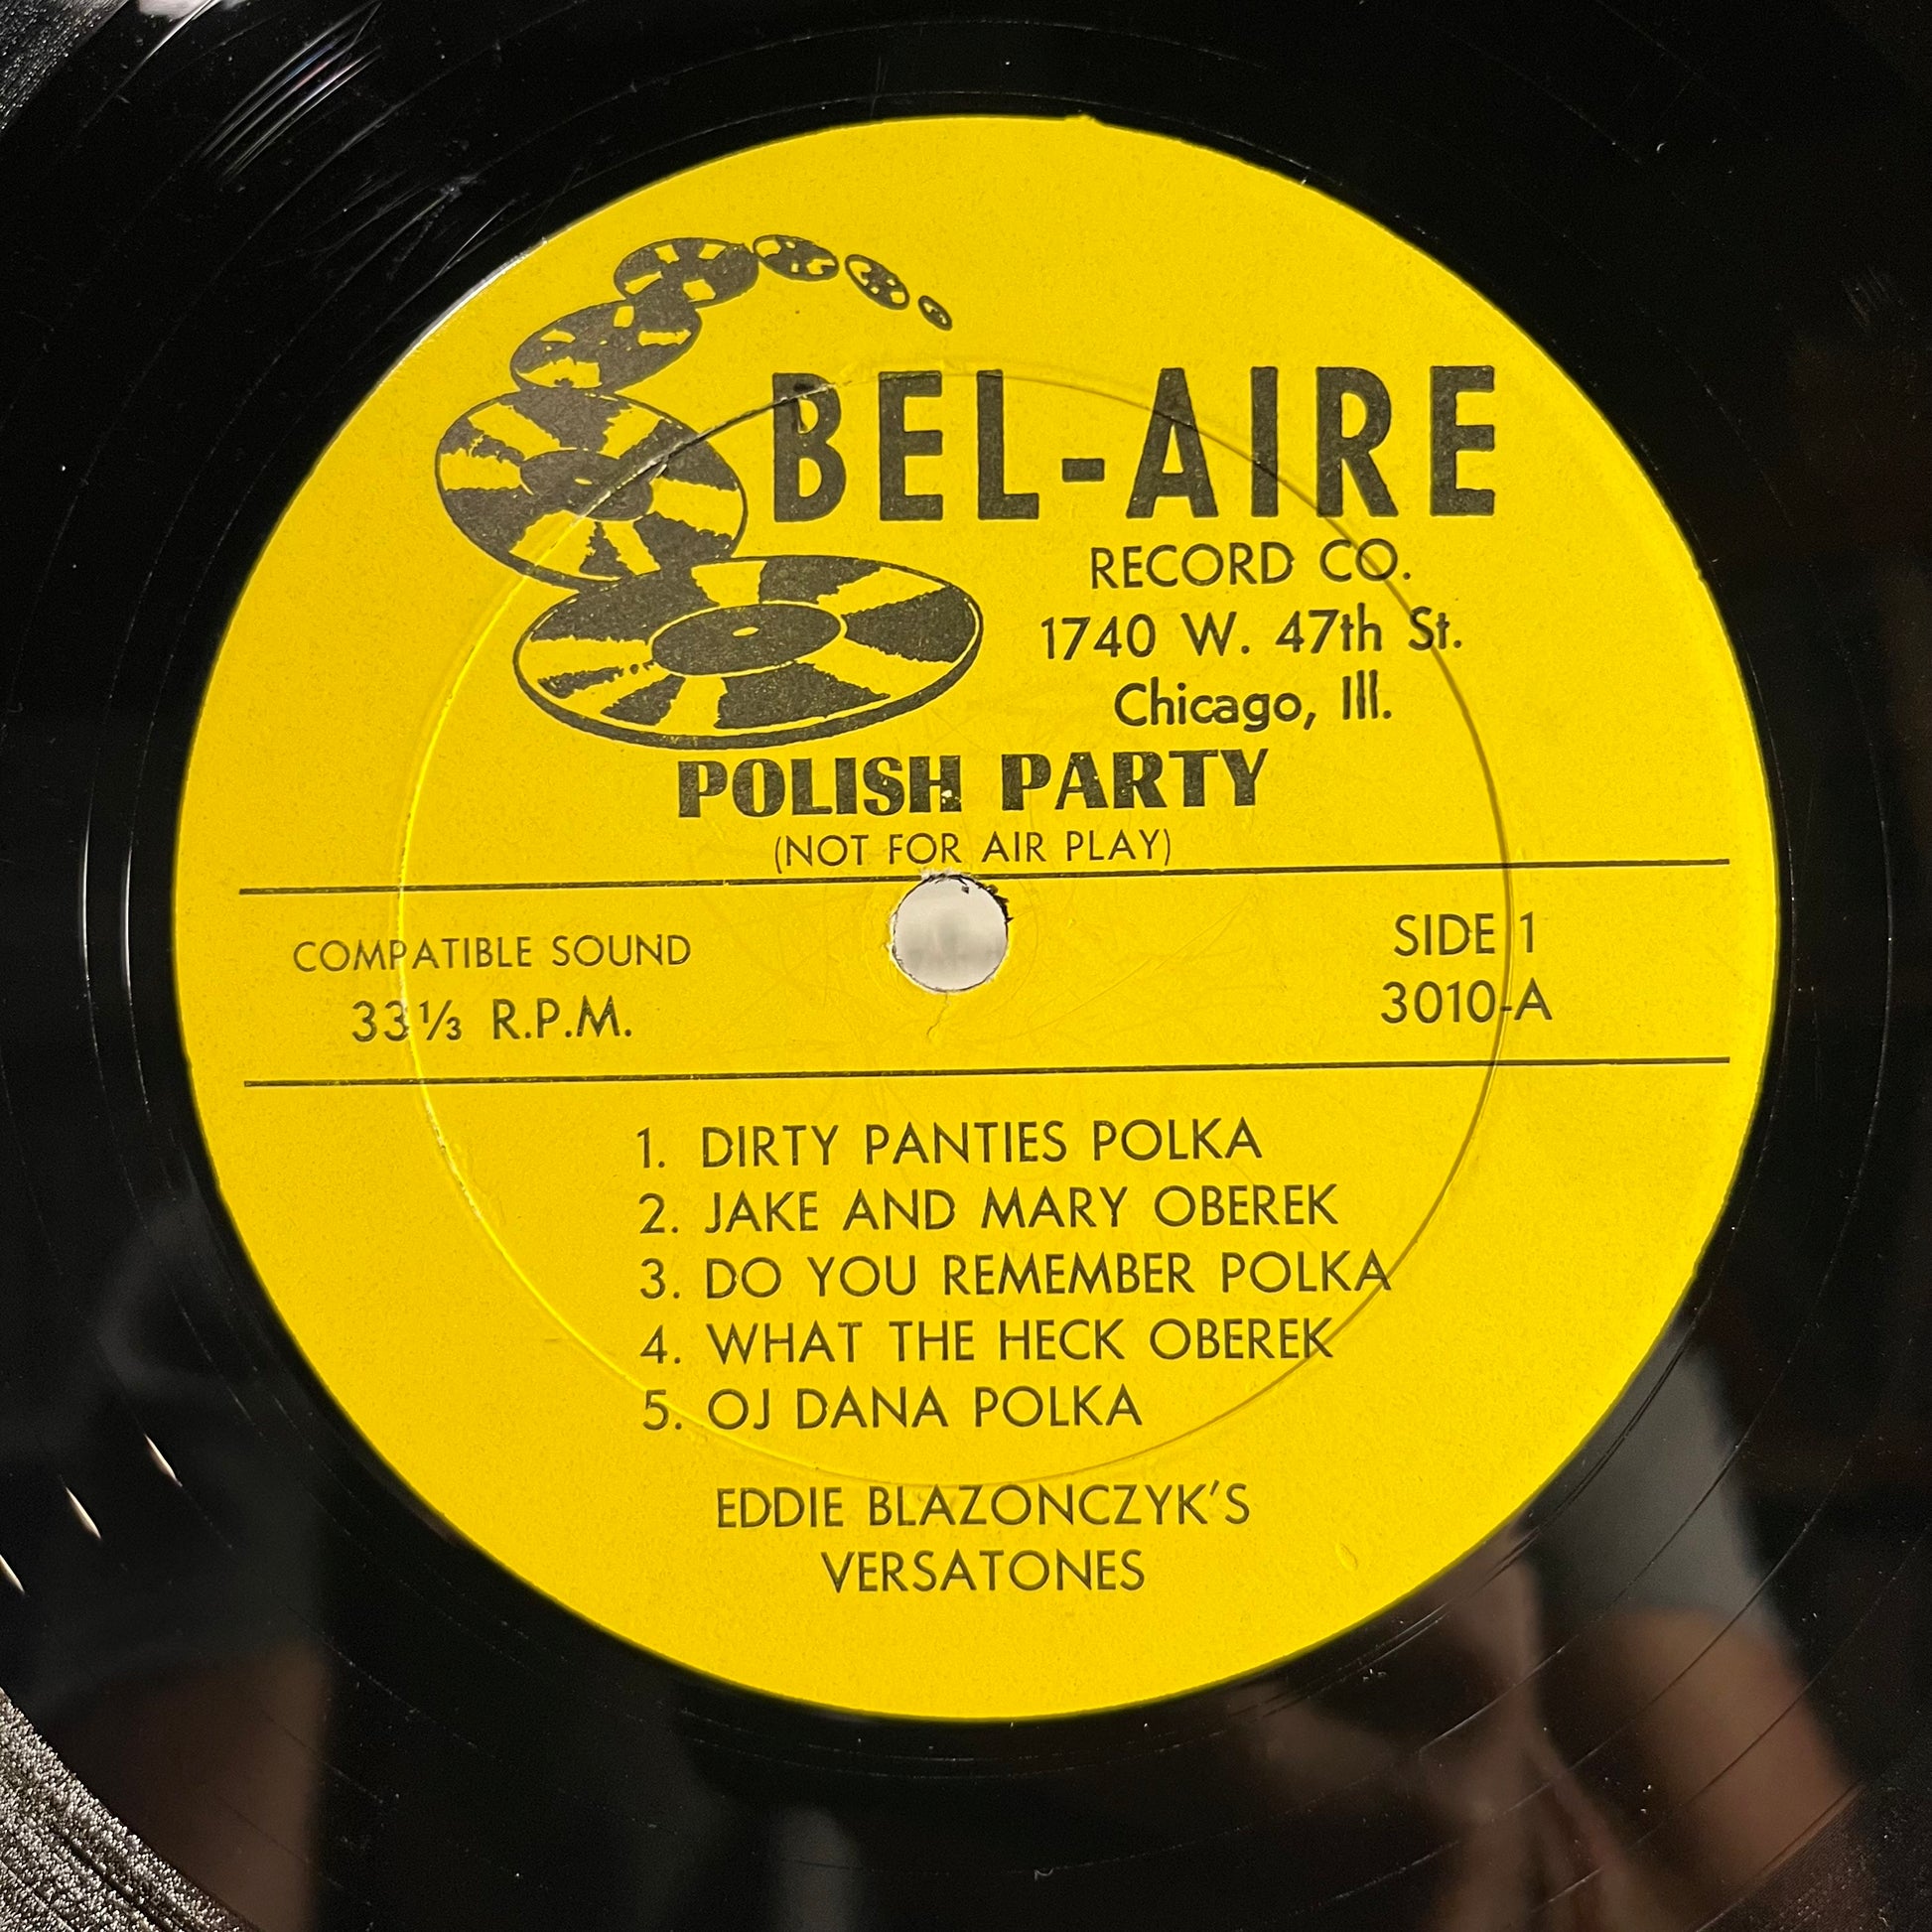 BEL-AIRE
RECORD CO.
1740 W. 47th St.
Chicago, Ill.
POLISH PARTY
(NOT FOR AIR PLAY)
COMPATIBLE SOUND
33⅓ R.P.M.
SIDE 1
3010-A
1. DIRTY PANTIES POLKA
2. JAKE AND MARY OBEREK
3. DO YOU REMEMBER POLKA
4. WHAT THE HECK OBEREK
5. OJ DANA POLKA
EDDIE BLAZONCZYK'S
VERSATONES